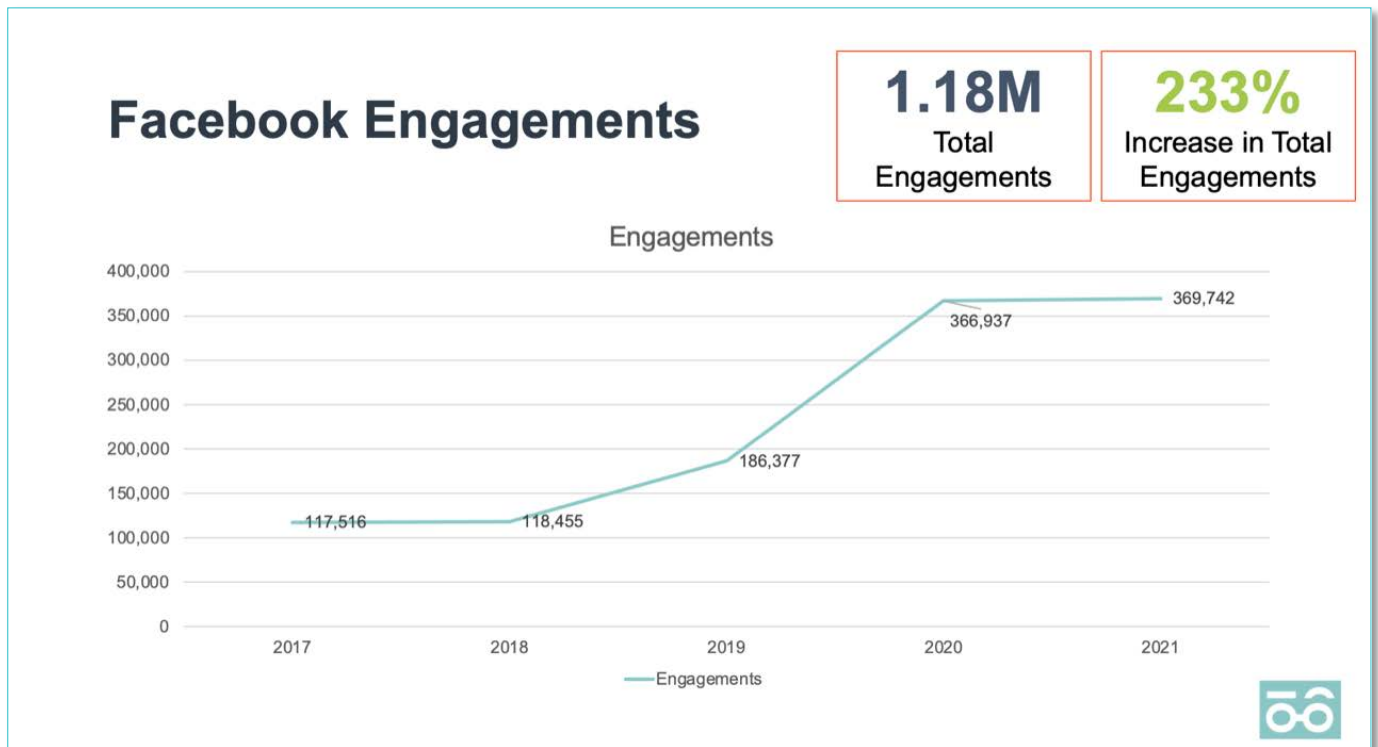 Facebook Engagements
1.18M
Total
Engagements
233%
Increase in Total
Engagements
Engagements
400,000
350,000
300,000
250,000
200,000
150,000
100,000
50,000
0
117,516
118,455
186,377
366,937
369,742
2017 2018 2019 2020 2021
Engagements